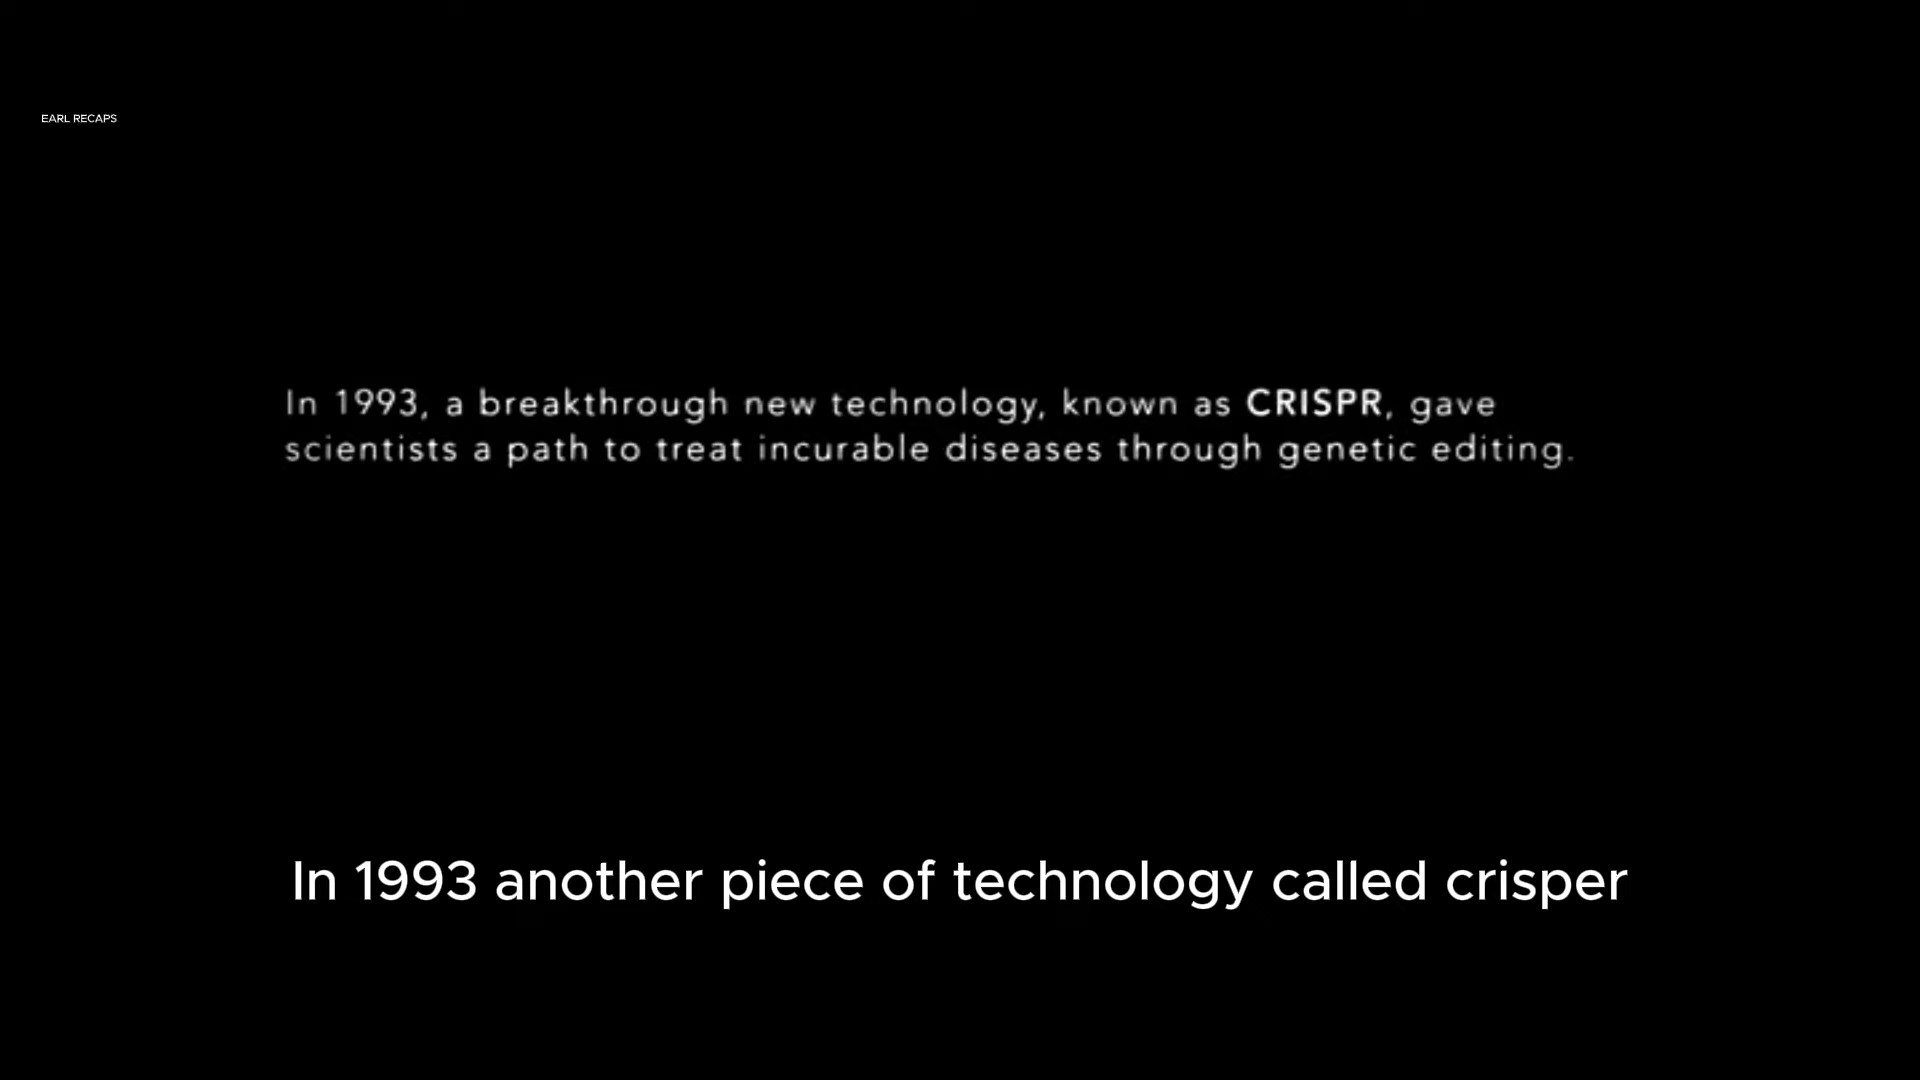 EARL RECAPS
In 1993, a breakthrough new technology, known as CRISPR, gave
scientists a path to treat incurable diseases through genetic editing.
In 1993 another piece of technology called crisper